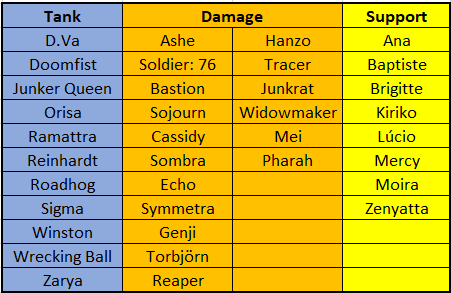 Tank Damage Support
D.Va Ashe Hanzo Ana
Doomfist Soldier: 76 Tracer Baptiste
Junker Queen Bastion Junkrat Brigitte
Orisa Sojourn Widowmaker Kiriko
Ramattra Cassidy Mei Lúcio
Reinhardt Sombra Pharah Mercy
Roadhog Echo Moira
Sigma Symmetra Zenyatta
Winston Genji
Wrecking Ball Torbjörn
Zarya Reaper